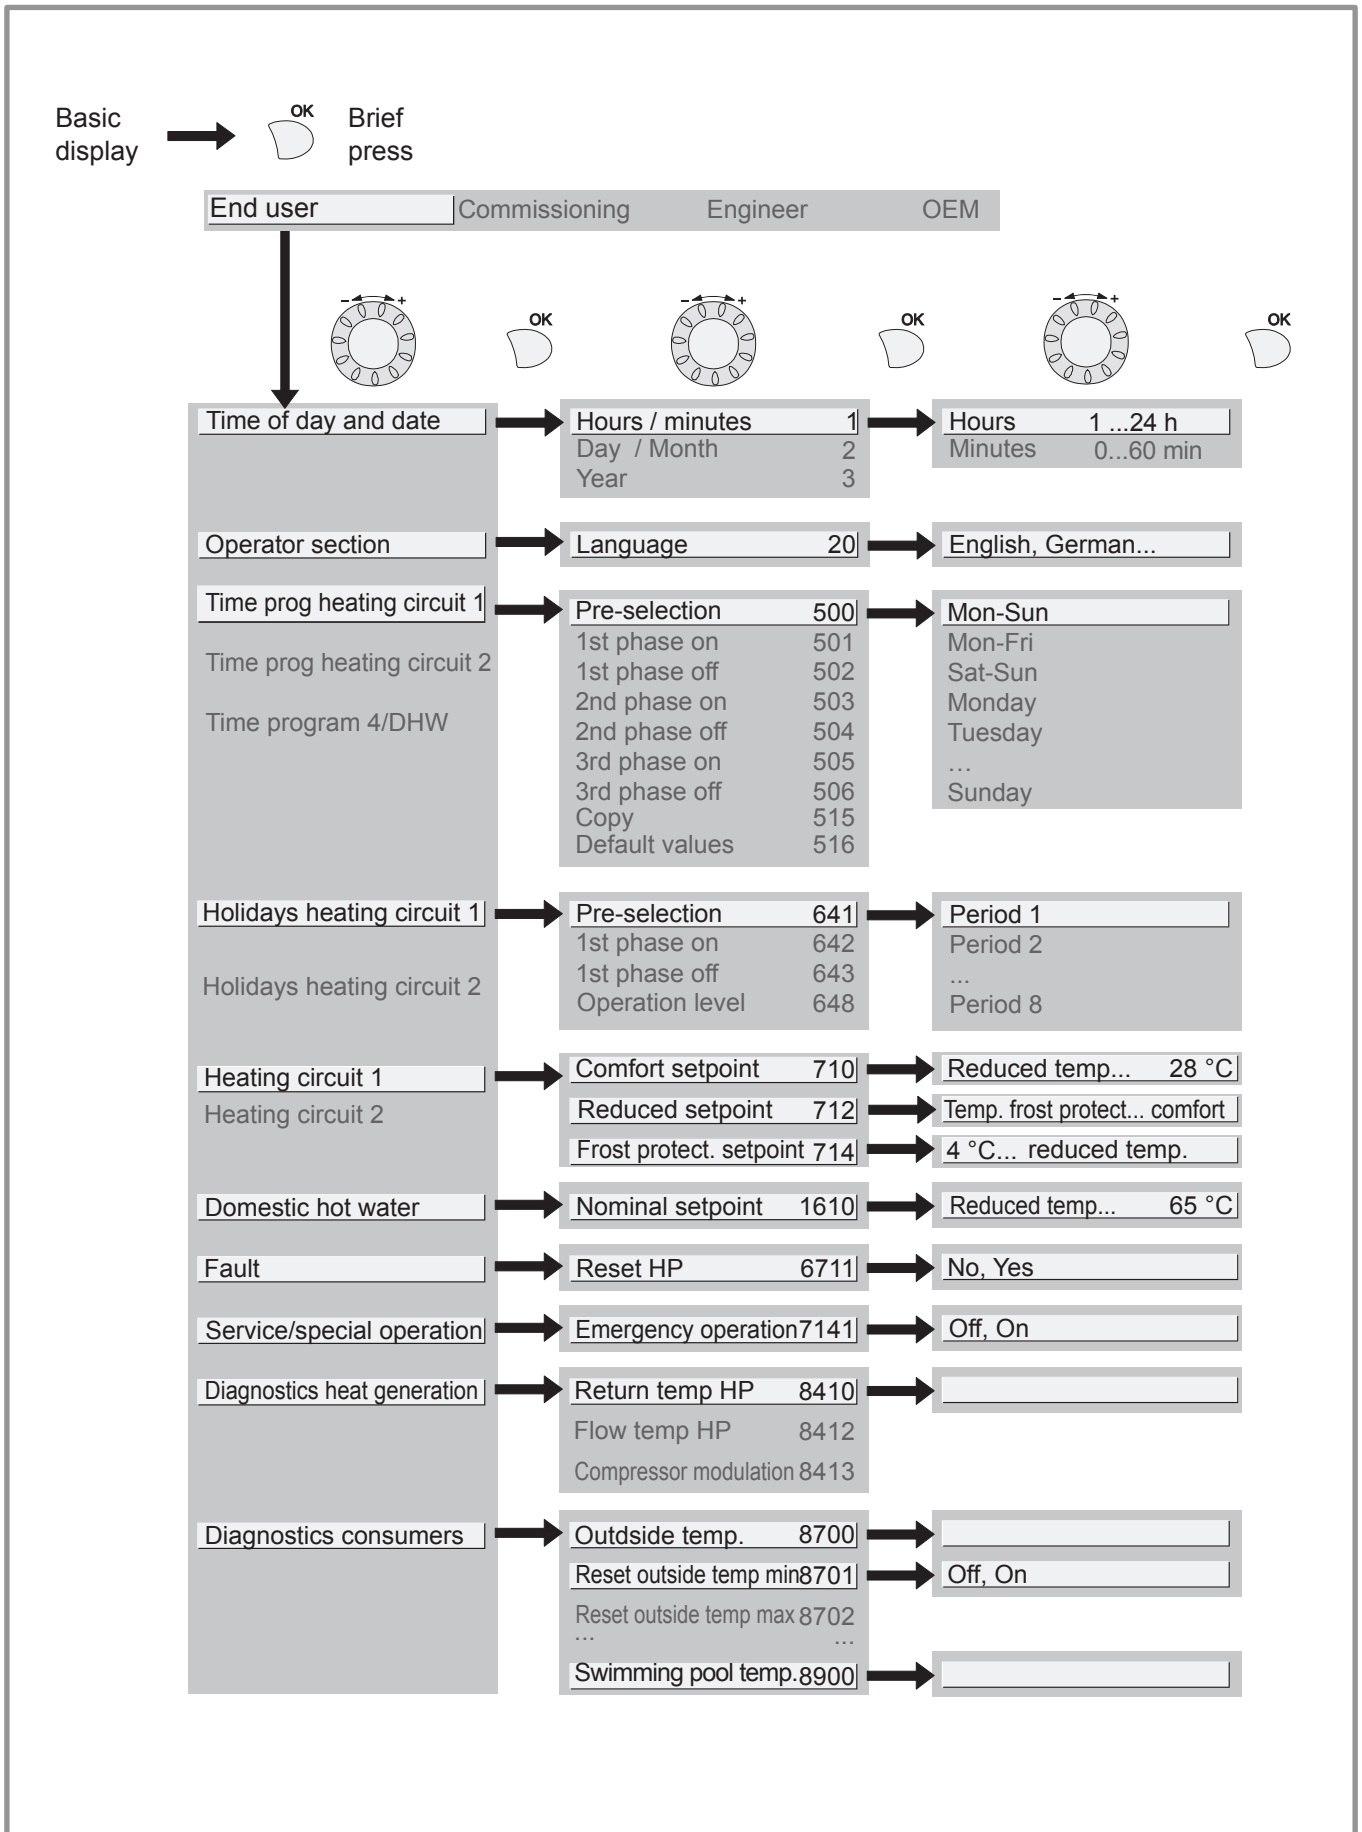 Basic
display
OK
Brief
press
End user Commissioning Engineer OEM
- + OK - + OK - + OK
Time of day and date Hours / minutes 1 Hours 1 ...24 h
Day / Month 2 Minutes 0...60 min
Year 3
Operator section Language 20 English, German...
Time prog heating circuit 1 Pre-selection 500 Mon-Sun
1st phase on 501 Mon-Fri
Time prog heating circuit 2 1st phase off 502 Sat-Sun
2nd phase on 503 Monday
Time program 4/DHW 2nd phase off 504 Tuesday
3rd phase on 505 ...
3rd phase off 506 Sunday
Copy 515
Default values 516
Holidays heating circuit 1 Pre-selection 641 Period 1
1st phase on 642 Period 2
Holidays heating circuit 2 1st phase off 643 ...
Operation level 648 Period 8
Heating circuit 1 Comfort setpoint 710 Reduced temp... 28 °C
Heating circuit 2 Reduced setpoint 712 Temp. frost protect... comfort
Frost protect. setpoint 714 4 °C... reduced temp.
Domestic hot water Nominal setpoint 1610 Reduced temp... 65 °C
Fault Reset HP 6711 No, Yes
Service/special operation Emergency operation 7141 Off, On
Diagnostics heat generation Return temp HP 8410
Flow temp HP 8412
Compressor modulation 8413
Diagnostics consumers Outdside temp. 8700
Reset outside temp min 8701 Off, On
Reset outside temp max 8702
... ...
Swimming pool temp. 8900